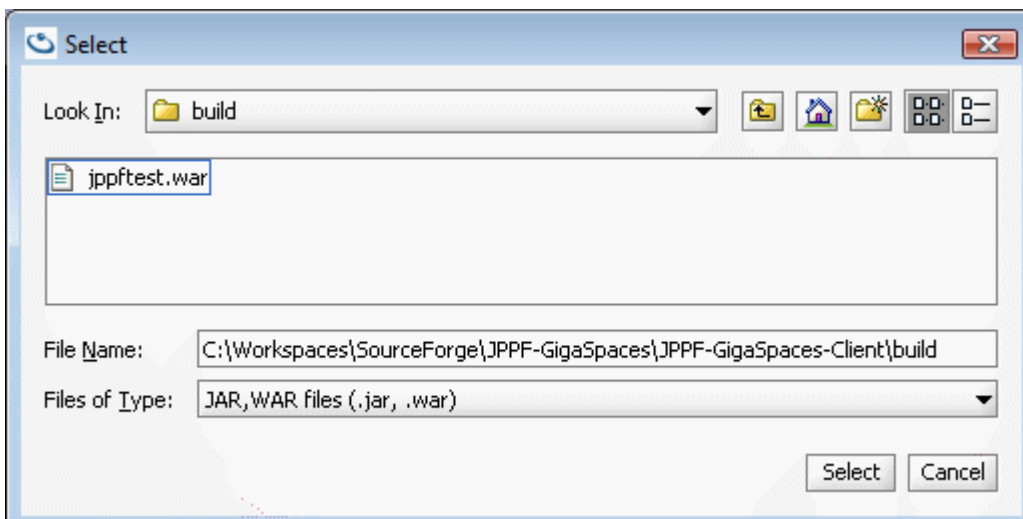 Select
Look In: build
jppftest.war
File Name: C:\Workspaces\SourceForge\JPPF-GigaSpaces\JPPF-GigaSpaces-Client\build
Files of Type: JAR,WAR files (.jar, .war)
Select Cancel